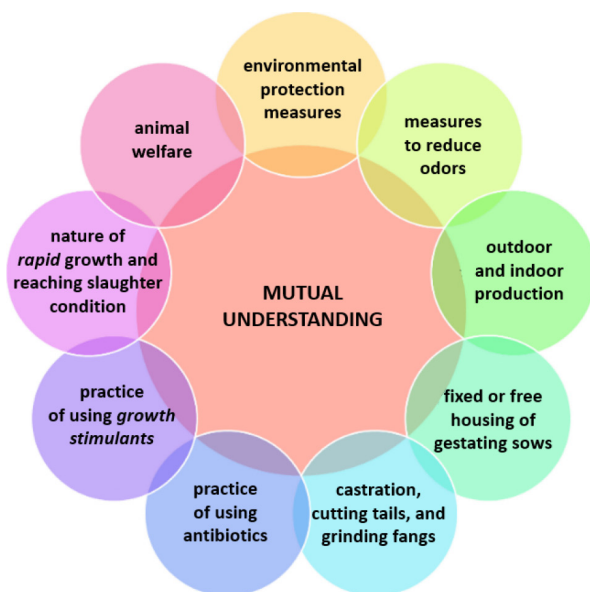 environmental
protection
measures
measures
to reduce
odors
outdoor
and indoor
production
fixed or free
housing of
gestating sows
castration,
cutting tails, and
grinding fangs
practice
of using
antibiotics
practice
of using growth
stimulants
nature of
rapid growth and
reaching slaughter
condition
animal
welfare
MUTUAL
UNDERSTANDING